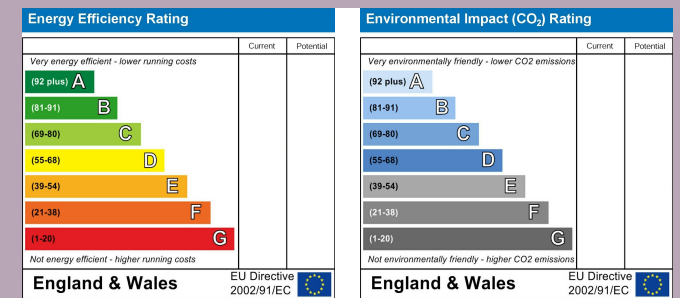 Energy Efficiency Rating
Current Potential
Very energy efficient - lower running costs
(92 plus) A
(81-91) B
(69-80) C
(55-68) D
(39-54) E
(21-38) F
(1-20) G
Not energy efficient - higher running costs
England & Wales
EU Directive
2002/91/EC
Environmental Impact (CO₂) Rating
Current Potential
Very environmentally friendly - lower CO2 emissions
(92 plus) A
(81-91) B
(69-80) C
(55-68) D
(39-54) E
(21-38) F
(1-20) G
Not environmentally friendly - higher CO2 emissions
England & Wales
EU Directive
2002/91/EC